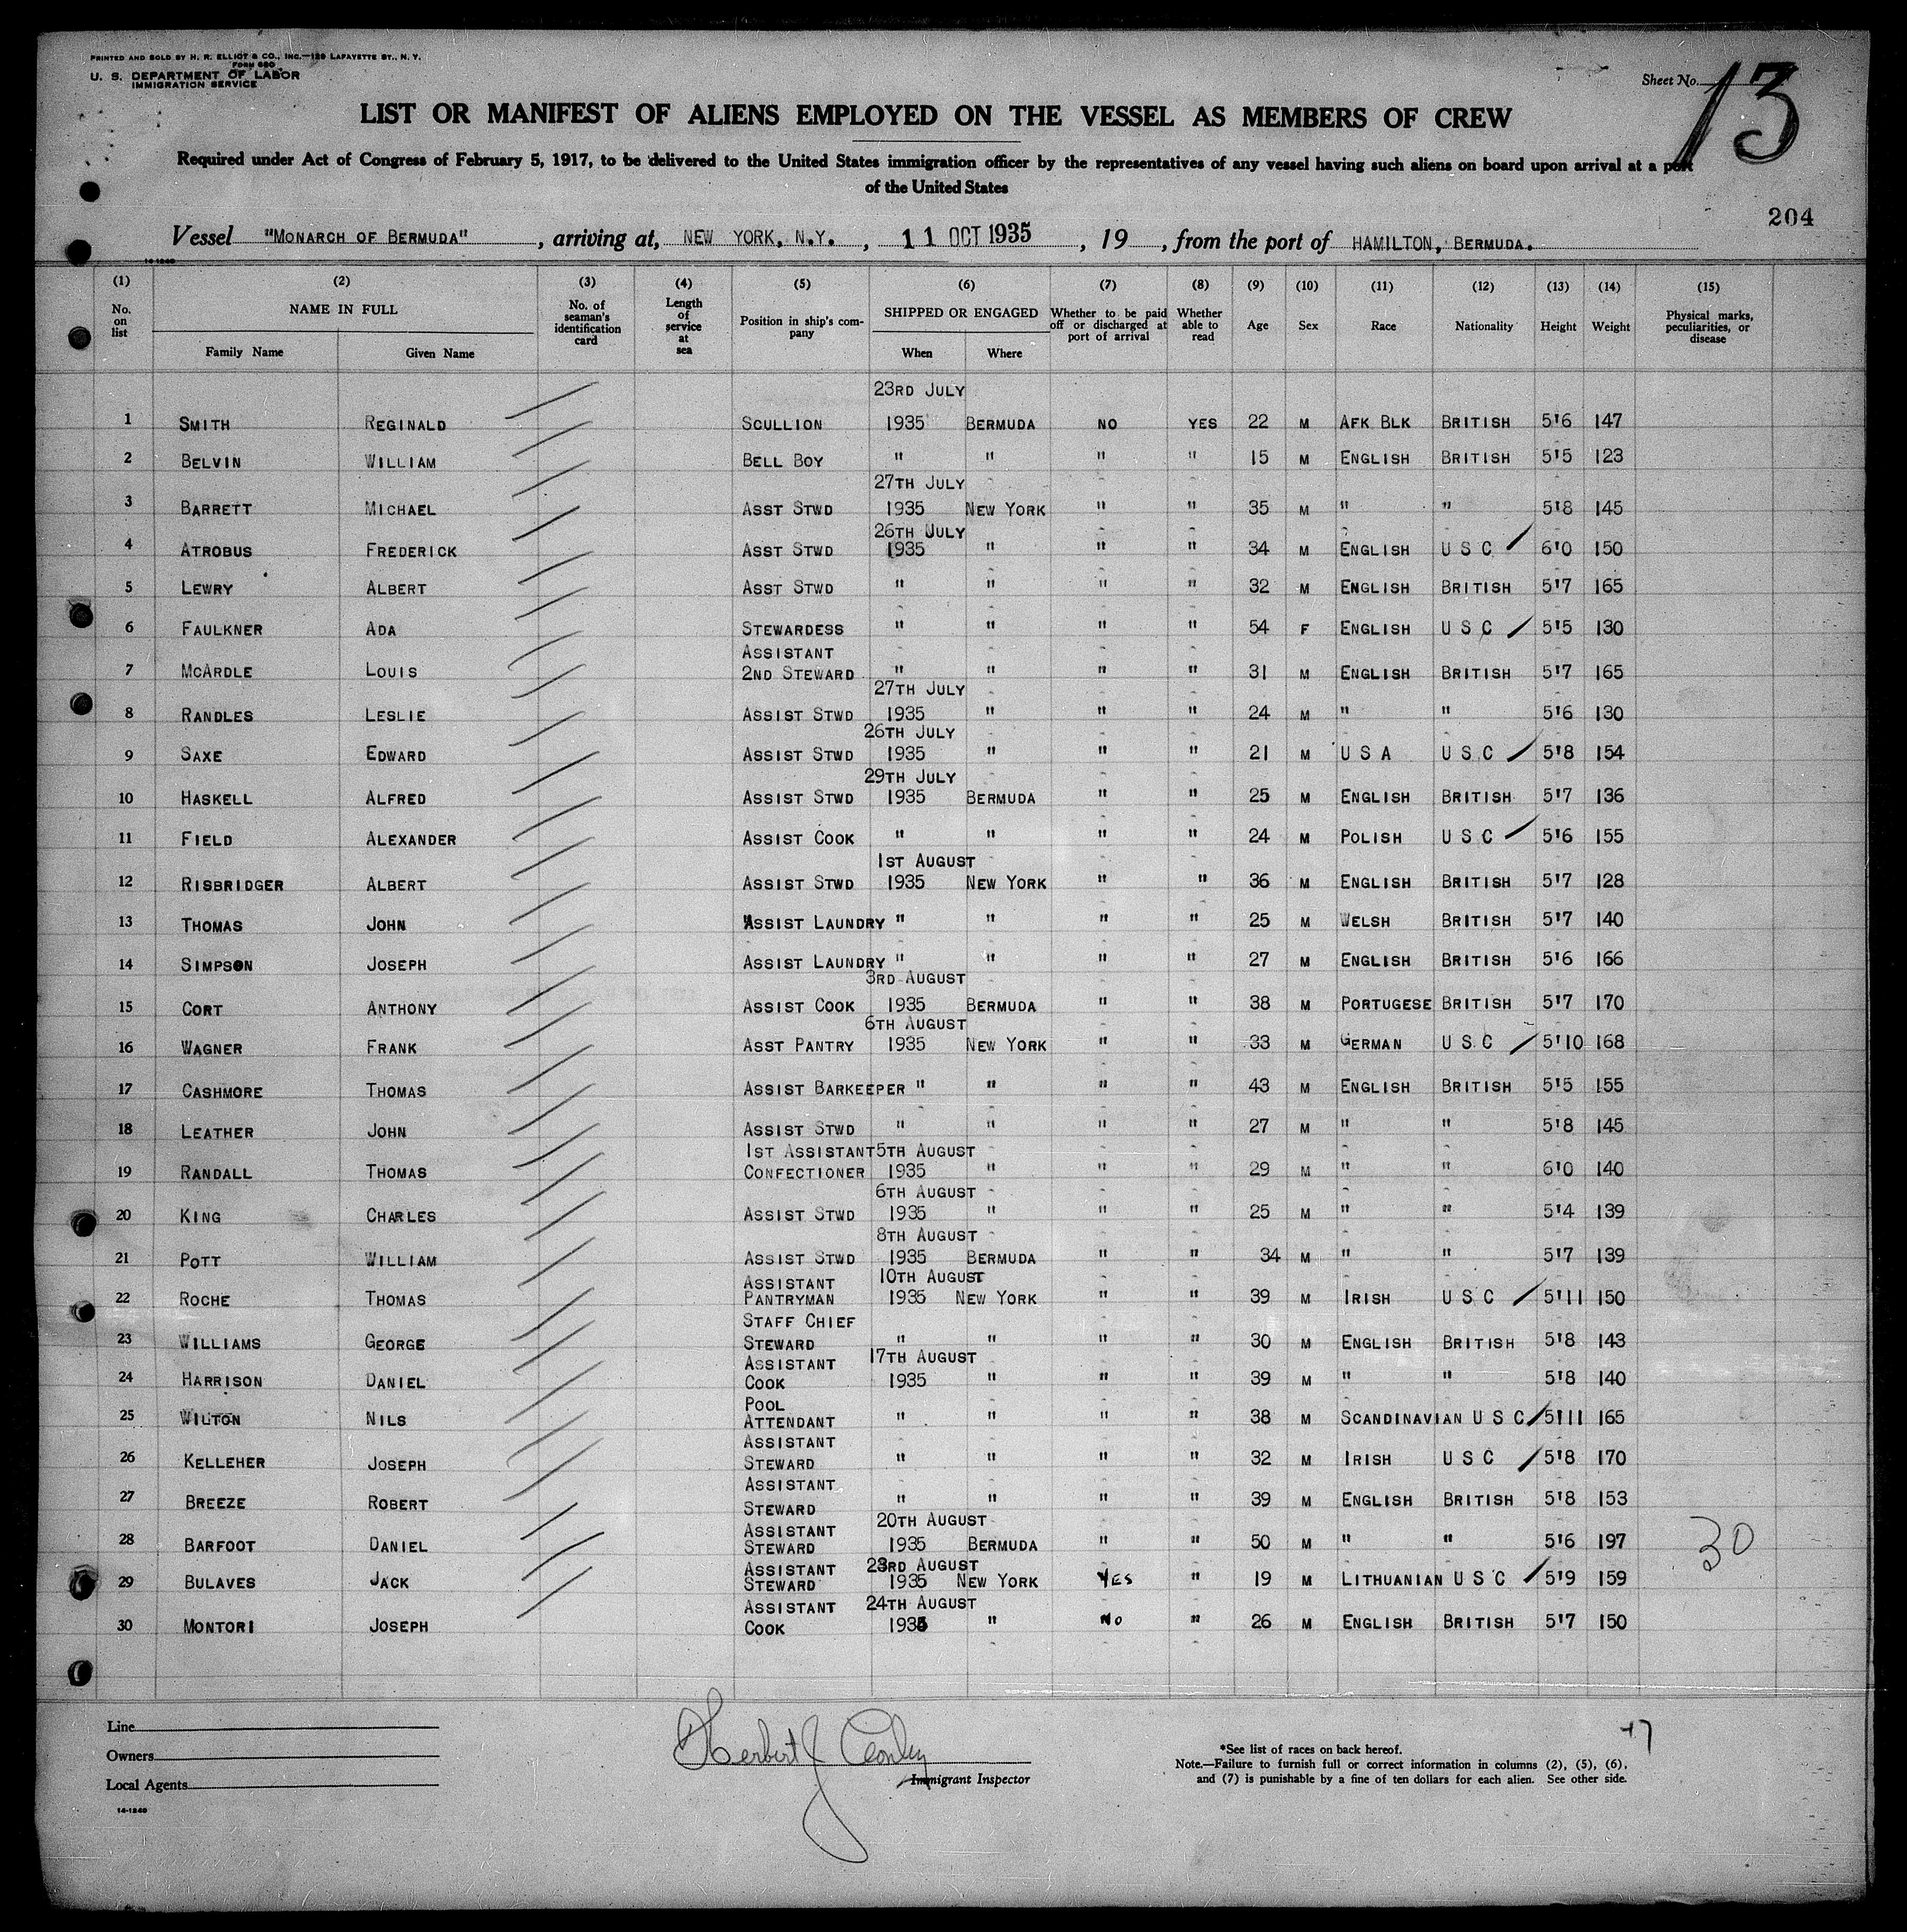 PRINTED AND SOLD BY H. R. ELLIOT & CO., INC.—129 LAFAYETTE ST., N. Y.
FORM 680
U. S. DEPARTMENT OF LABOR
IMMIGRATION SERVICE
Sheet No. 13
LIST OR MANIFEST OF ALIENS EMPLOYED ON THE VESSEL AS MEMBERS OF CREW
Required under Act of Congress of February 5, 1917, to be delivered to the United States immigration officer by the representatives of any vessel having such aliens on board upon arrival at a port
of the United States
204
Vessel "MONARCH OF BERMUDA", arriving at, NEW YORK, N.Y., 11 OCT 1935, 19 , from the port of HAMILTON, BERMUDA.
14-1240
(1) (2) (3) (4) (5) (6) (7) (8) (9) (10) (11) (12) (13) (14) (15)
No. on list NAME IN FULL Family Name Given Name No. of seaman's identification card Length of service at sea Position in ship's company SHIPPED OR ENGAGED When Where Whether to be paid off or discharged at port of arrival Whether able to read Age Sex Race Nationality Height Weight Physical marks, peculiarities, or disease
23RD JULY
1 SMITH REGINALD SCULLION 1935 BERMUDA NO YES 22 M AFK BLK BRITISH 5'6 147
2 BELVIN WILLIAM BELL BOY " " " " 15 M ENGLISH BRITISH 5'5 123
27TH JULY
3 BARRETT MICHAEL ASST STWD 1935 NEW YORK " " 35 M " " 5'8 145
26TH JULY
4 ATROBUS FREDERICK ASST STWD 1935 " " " 34 M ENGLISH U S C 6'0 150
5 LEWRY ALBERT ASST STWD " " " " 32 M ENGLISH BRITISH 5'7 165
6 FAULKNER ADA STEWARDESS " " " " 54 F ENGLISH U S C 5'5 130
ASSISTANT
7 MCARDLE LOUIS 2ND STEWARD " " " " 31 M ENGLISH BRITISH 5'7 165
27TH JULY
8 RANDLES LESLIE ASSIST STWD 1935 " " " 24 M " " 5'6 130
26TH JULY
9 SAXE EDWARD ASSIST STWD 1935 " " " 21 M U S A U S C 5'8 154
29TH JULY
10 HASKELL ALFRED ASSIST STWD 1935 BERMUDA " " 25 M ENGLISH BRITISH 5'7 136
11 FIELD ALEXANDER ASSIST COOK " " " " 24 M POLISH U S C 5'6 155
1ST AUGUST
12 RISBRIDGER ALBERT ASSIST STWD 1935 NEW YORK " " 36 M ENGLISH BRITISH 5'7 128
13 THOMAS JOHN ASSIST LAUNDRY " " " " 25 M WELSH BRITISH 5'7 140
14 SIMPSON JOSEPH ASSIST LAUNDRY " " " " 27 M ENGLISH BRITISH 5'6 166
3RD AUGUST
15 CORT ANTHONY ASSIST COOK 1935 BERMUDA " " 38 M PORTUGESE BRITISH 5'7 170
6TH AUGUST
16 WAGNER FRANK ASST PANTRY 1935 NEW YORK " " 33 M GERMAN U S C 5'10 168
17 CASHMORE THOMAS ASSIST BARKEEPER " " " " 43 M ENGLISH BRITISH 5'5 155
18 LEATHER JOHN ASSIST STWD " " " " 27 M " " 5'8 145
1ST ASSISTANT 5TH AUGUST
19 RANDALL THOMAS CONFECTIONER 1935 " " " 29 M " " 6'0 140
6TH AUGUST
20 KING CHARLES ASSIST STWD 1935 " " " 25 M " " 5'4 139
8TH AUGUST
21 POTT WILLIAM ASSIST STWD 1935 BERMUDA " " 34 M " " 5'7 139
ASSISTANT 10TH AUGUST
22 ROCHE THOMAS PANTRYMAN 1935 NEW YORK " " 39 M IRISH U S C 5'11 150
STAFF CHIEF
23 WILLIAMS GEORGE STEWARD " " " " 30 M ENGLISH BRITISH 5'8 143
ASSISTANT 17TH AUGUST
24 HARRISON DANIEL COOK 1935 " " " 39 M " " 5'8 140
POOL
25 WILTON NILS ATTENDANT " " " " 38 M SCANDINAVIAN U S C 5'11 165
ASSISTANT
26 KELLEHER JOSEPH STEWARD " " " " 32 M IRISH U S C 5'8 170
ASSISTANT
27 BREEZE ROBERT STEWARD " " " " 39 M ENGLISH BRITISH 5'8 153
ASSISTANT 20TH AUGUST
28 BARFOOT DANIEL STEWARD 1935 BERMUDA " " 50 M " " 5'6 197
30
ASSISTANT 23RD AUGUST
29 BULAVES JACK STEWARD 1935 NEW YORK YES " 19 M LITHUANIAN U S C 5'9 159
ASSISTANT 24TH AUGUST
30 MONTORI JOSEPH COOK 1935 " NO " 26 M ENGLISH BRITISH 5'7 150
Line
Owners
Local Agents
14-1240
Herbert J
Immigrant Inspector
*See list of races on back hereof.
Note.—Failure to furnish full or correct information in columns (2), (5), (6),
and (7) is punishable by a fine of ten dollars for each alien. See other side.